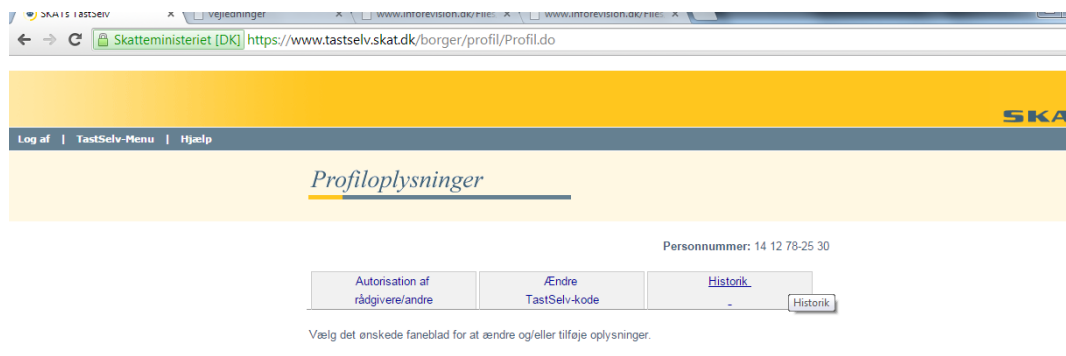 SKATs TastSelv
Vejledninger
www.inforevision.dk/Files
www.inforevision.dk/Files
Skatteministeriet [DK] https://www.tastselv.skat.dk/borger/profil/Profil.do
SKA
Log af | TastSelv-Menu | Hjælp
Profiloplysninger
Personnummer: 14 12 78-25 30
Autorisation af rådgivere/andre
Ændre TastSelv-kode
Historik
Historik
Vælg det ønskede faneblad for at ændre og/eller tilføje oplysninger.